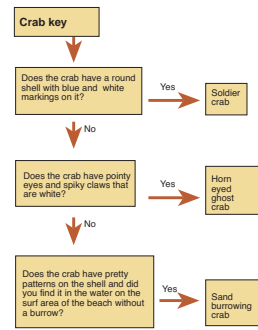 Crab key
Does the crab have a round
shell with blue and white
markings on it?
Yes
Soldier
crab
No
Does the crab have pointy
eyes and spiky claws that
are white?
Yes
Horn
eyed
ghost
crab
No
Does the crab have pretty
patterns on the shell and did
you find it in the water on the
surf area of the beach without
a burrow?
Yes
Sand
burrowing
crab